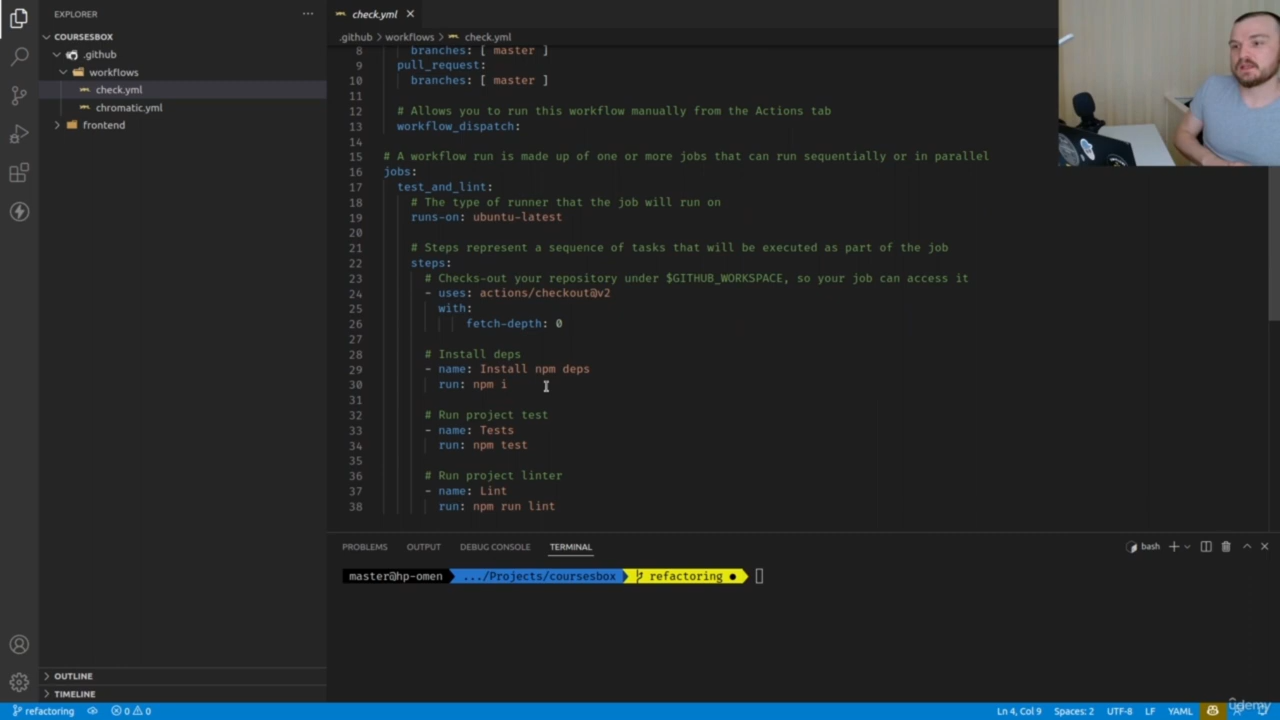 EXPLORER
···
COURSESBOX
.github
workflows
check.yml
chromatic.yml
frontend
OUTLINE
TIMELINE
check.yml
.github > workflows > check.yml
8 branches: [ master ]
9 pull_request:
10 branches: [ master ]
11
12 # Allows you to run this workflow manually from the Actions tab
13 workflow_dispatch:
14
15 # A workflow run is made up of one or more jobs that can run sequentially or in parallel
16 jobs:
17 test_and_lint:
18 # The type of runner that the job will run on
19 runs-on: ubuntu-latest
20
21 # Steps represent a sequence of tasks that will be executed as part of the job
22 steps:
23 # Checks-out your repository under $GITHUB_WORKSPACE, so your job can access it
24 - uses: actions/checkout@v2
25 with:
26 fetch-depth: 0
27
28 # Install deps
29 - name: Install npm deps
30 run: npm i
31
32 # Run project test
33 - name: Tests
34 run: npm test
35
36 # Run project linter
37 - name: Lint
38 run: npm run lint
PROBLEMS OUTPUT DEBUG CONSOLE TERMINAL
bash
master@hp-omen .../Projects/coursesbox refactoring ●
refactoring 0 0 Ln 4, Col 9 Spaces: 2 UTF-8 LF YAML
udemy